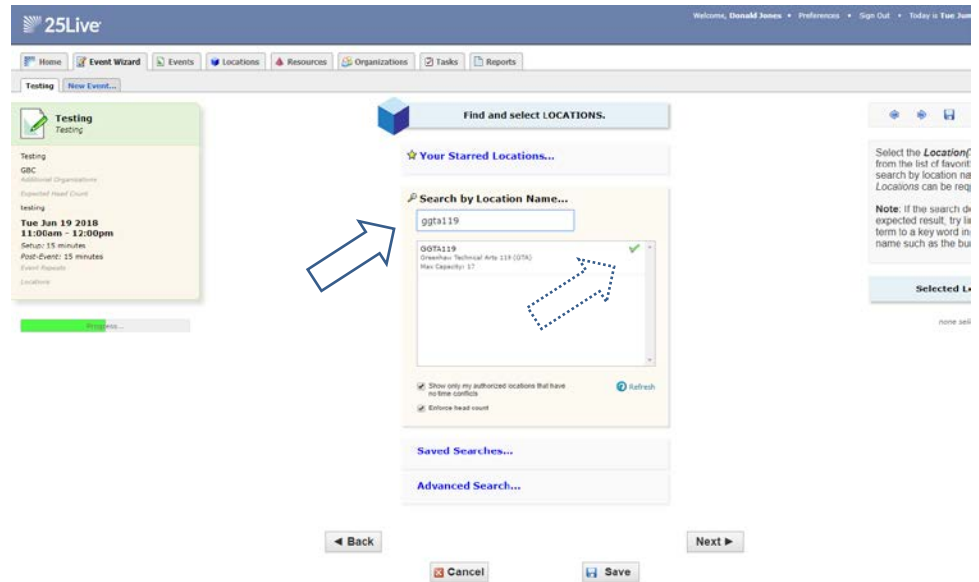 25Live
Welcome, Donald Jones • Preferences • Sign Out • Today is Tue Jun
Home
Event Wizard
Events
Locations
Resources
Organizations
Tasks
Reports
Testing
New Event...
Testing
Testing
Testing
GBC
Additional Organizations
Expected Head Count
testing
Tue Jun 19 2018
11:00am - 12:00pm
Setup: 15 minutes
Post-Event: 15 minutes
Event Repeats
Locations
Progress...
Find and select LOCATIONS.
Your Starred Locations...
Search by Location Name...
ggta119
GGTA119
Greenhaw Technical Arts 119 (GTA)
Max Capacity: 17
Show only my authorized ocations that have
no time conflicts
Refresh
Enforce head count
Saved Searches...
Advanced Search...
Back
Next
Cancel
Save
Select the Location(
from the list of favorit
search by location na
Locations can be req
Note: If the search de
expected result, try li
term to a key word in
name such as the bu
Selected L
none sel